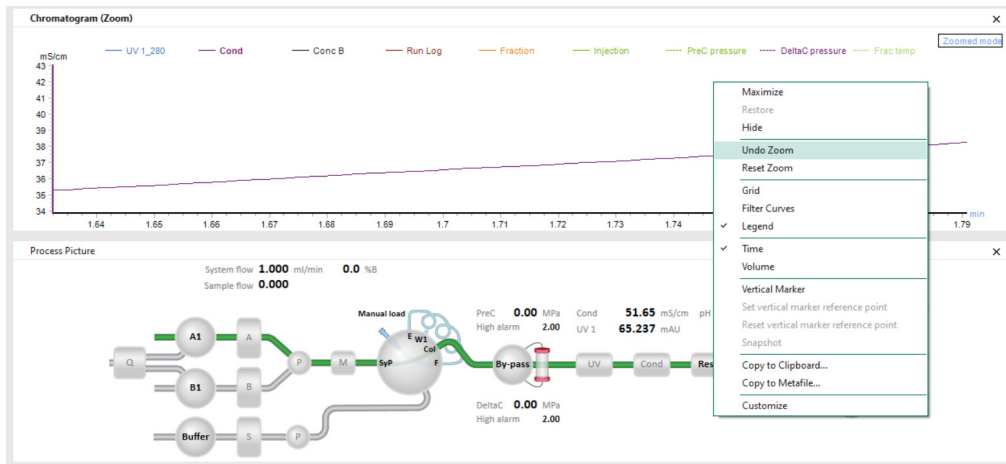 Chromatogram (Zoom)
UV 1_280 Cond Conc B Run Log Fraction Injection PreC pressure DeltaC pressure Frac temp
Zoomed mode
mS/cm
43
42
41
40
39
38
37
36
35
34
1.64 1.65 1.66 1.67 1.68 1.69 1.7 1.71 1.72 1.73 1.74 1.79
min
Maximize
Restore
Hide
Undo Zoom
Reset Zoom
Grid
Filter Curves
Legend
Time
Volume
Vertical Marker
Set vertical marker reference point
Reset vertical marker reference point
Snapshot
Copy to Clipboard...
Copy to Metafile...
Customize
Process Picture
System flow 1.000 ml/min 0.0 %B
Sample flow 0.000
Manual load
PreC 0.00 MPa Cond 51.65 mS/cm pH
High alarm 2.00 UV 1 65.237 mAU
A1 A
E W1
Col
Q P M SyP F By-pass UV Cond Res
B1 B
DeltaC 0.00 MPa
High alarm 2.00
Buffer S P